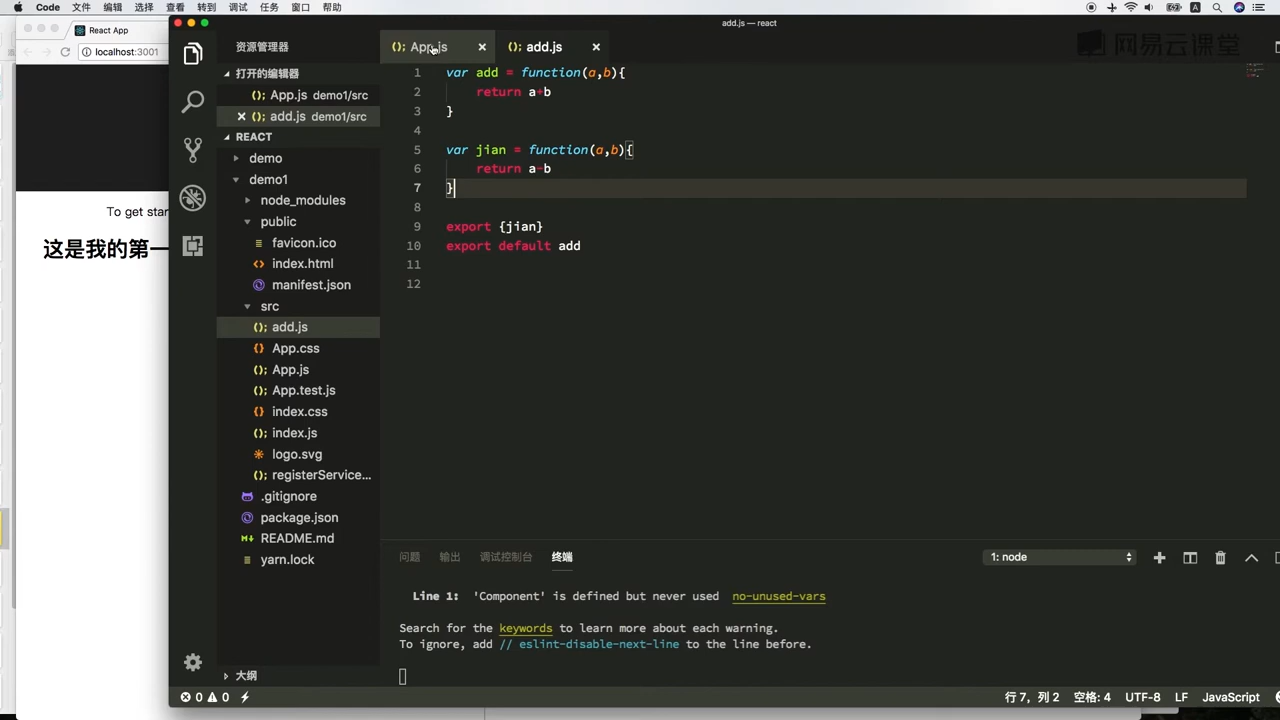 Code 文件 编辑 选择 查看 转到 调试 任务 窗口 帮助
React App
localhost:3001
To get star
这是我的第一
add.js — react
网易云课堂
资源管理器
打开的编辑器
App.js demo1/src
add.js demo1/src
REACT
demo
demo1
node_modules
public
favicon.ico
index.html
manifest.json
src
add.js
App.css
App.js
App.test.js
index.css
index.js
logo.svg
registerService...
.gitignore
package.json
README.md
yarn.lock
大纲
App.js
add.js
1 var add = function(a,b){
2 return a+b
3 }
4
5 var jian = function(a,b){
6 return a-b
7 }
8
9 export {jian}
10 export default add
11
12
问题 输出 调试控制台 终端
1: node
Line 1: 'Component' is defined but never used no-unused-vars
Search for the keywords to learn more about each warning.
To ignore, add // eslint-disable-next-line to the line before.
0 0
行 7，列 2 空格: 4 UTF-8 LF JavaScript